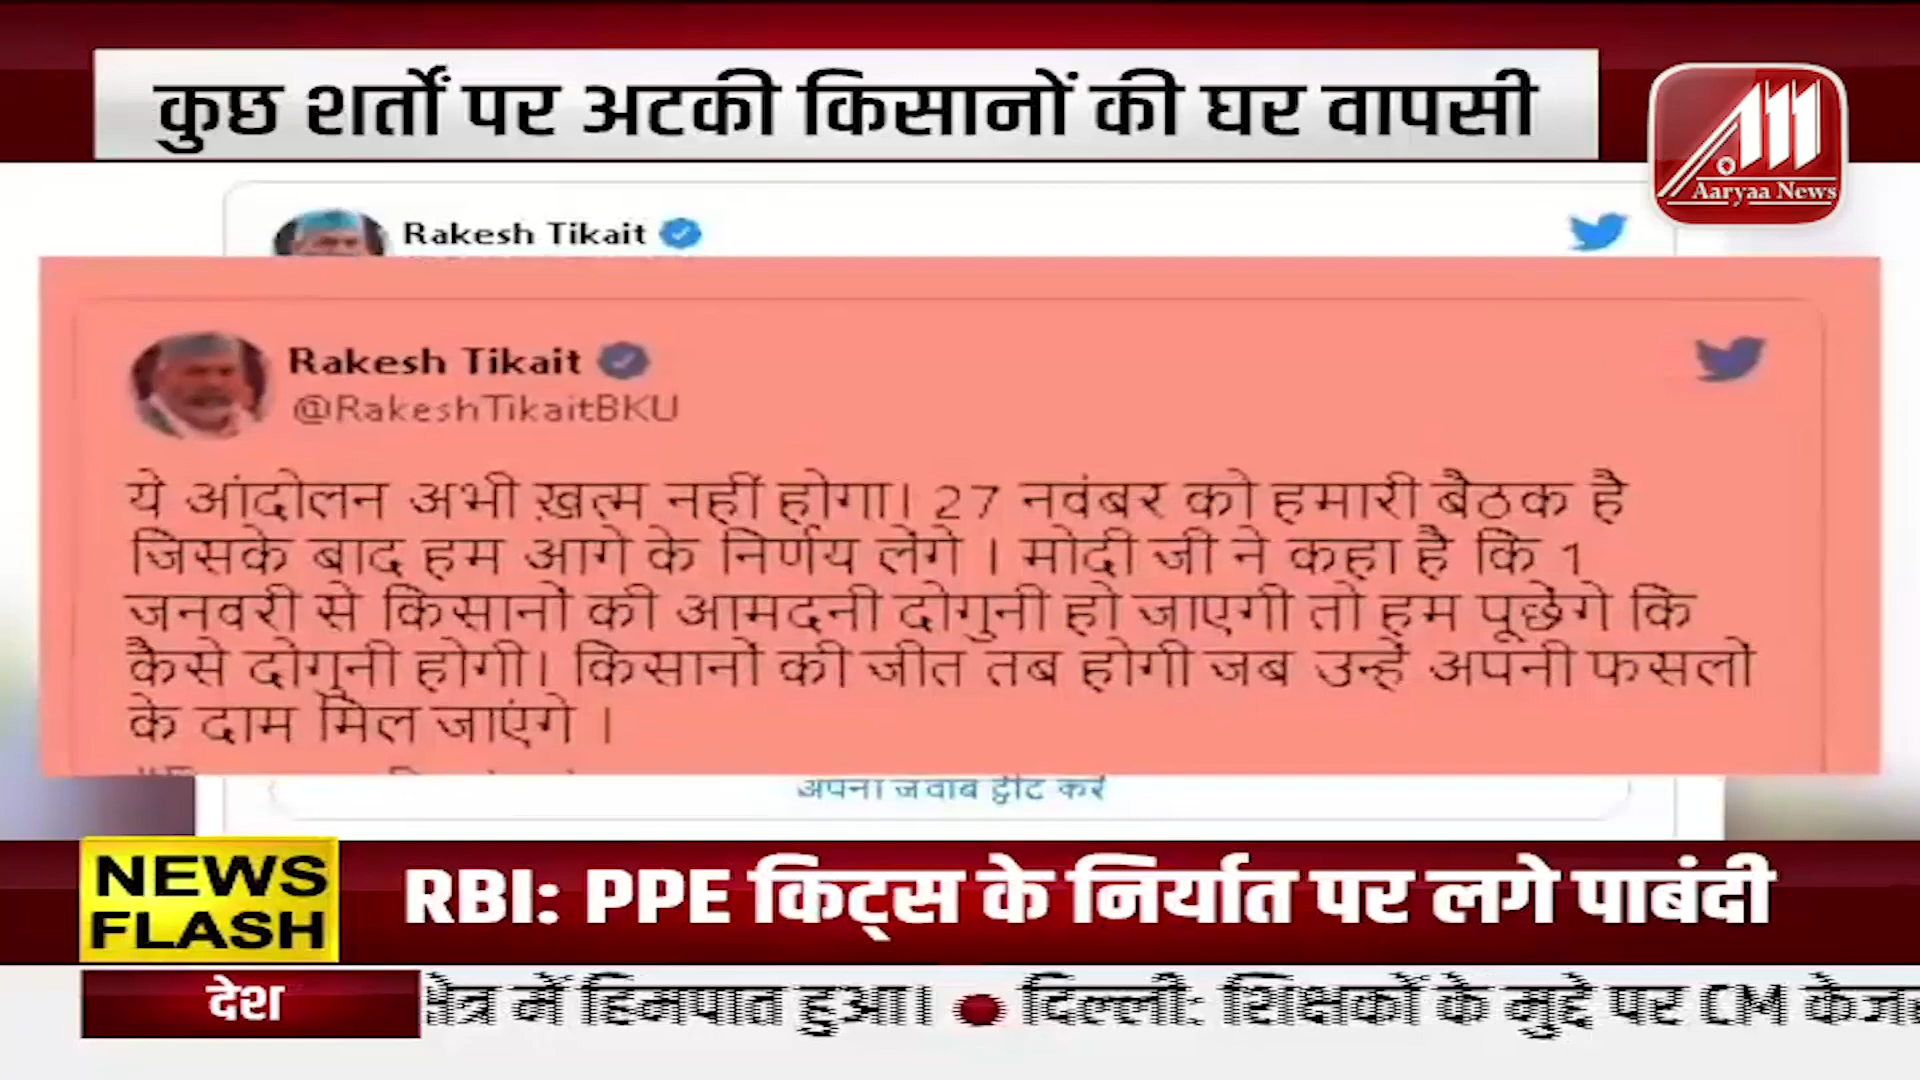 कुछ शर्तों पर अटकी किसानों की घर वापसी
Aaryaa News
Rakesh Tikait
Rakesh Tikait
@RakeshTikaitBKU
ये आंदोलन अभी ख़त्म नहीं होगा। 27 नवंबर को हमारी बैठक है
जिसके बाद हम आगे के निर्णय लेंगे । मोदी जी ने कहा है कि 1
जनवरी से किसानों की आमदनी दोगुनी हो जाएगी तो हम पूछेंगे कि
कैसे दोगुनी होगी। किसानों की जीत तब होगी जब उन्हें अपनी फसलों
के दाम मिल जाएंगे ।
अपना जवाब ट्वीट करें
NEWS
FLASH
RBI: PPE किट्स के निर्यात पर लगे पाबंदी
देश
में हिमपात हुआ। ● दिल्ली: शिक्षकों के मुद्दे पर CM